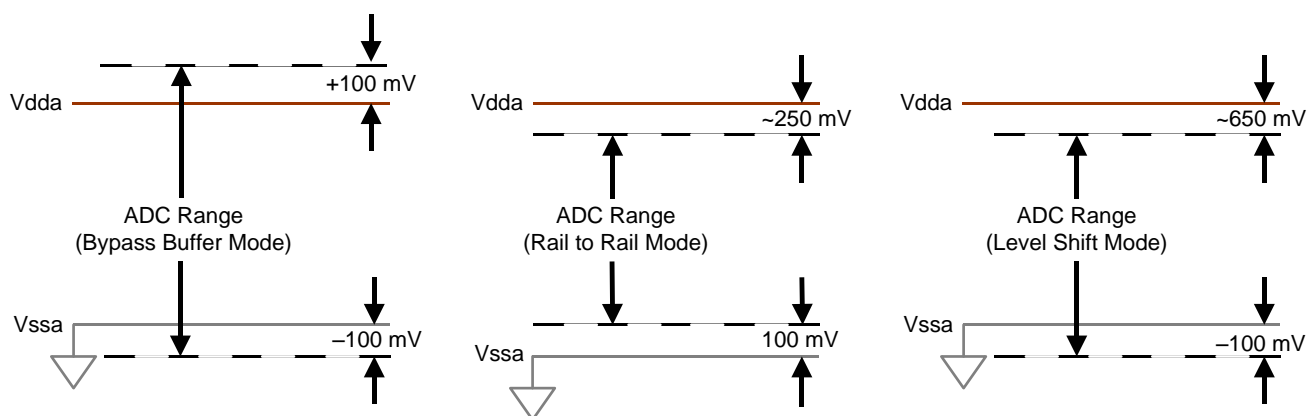 +100 mV
Vdda
ADC Range
(Bypass Buffer Mode)
Vssa
–100 mV
Vdda
~250 mV
ADC Range
(Rail to Rail Mode)
100 mV
Vssa
Vdda
~650 mV
ADC Range
(Level Shift Mode)
Vssa
–100 mV